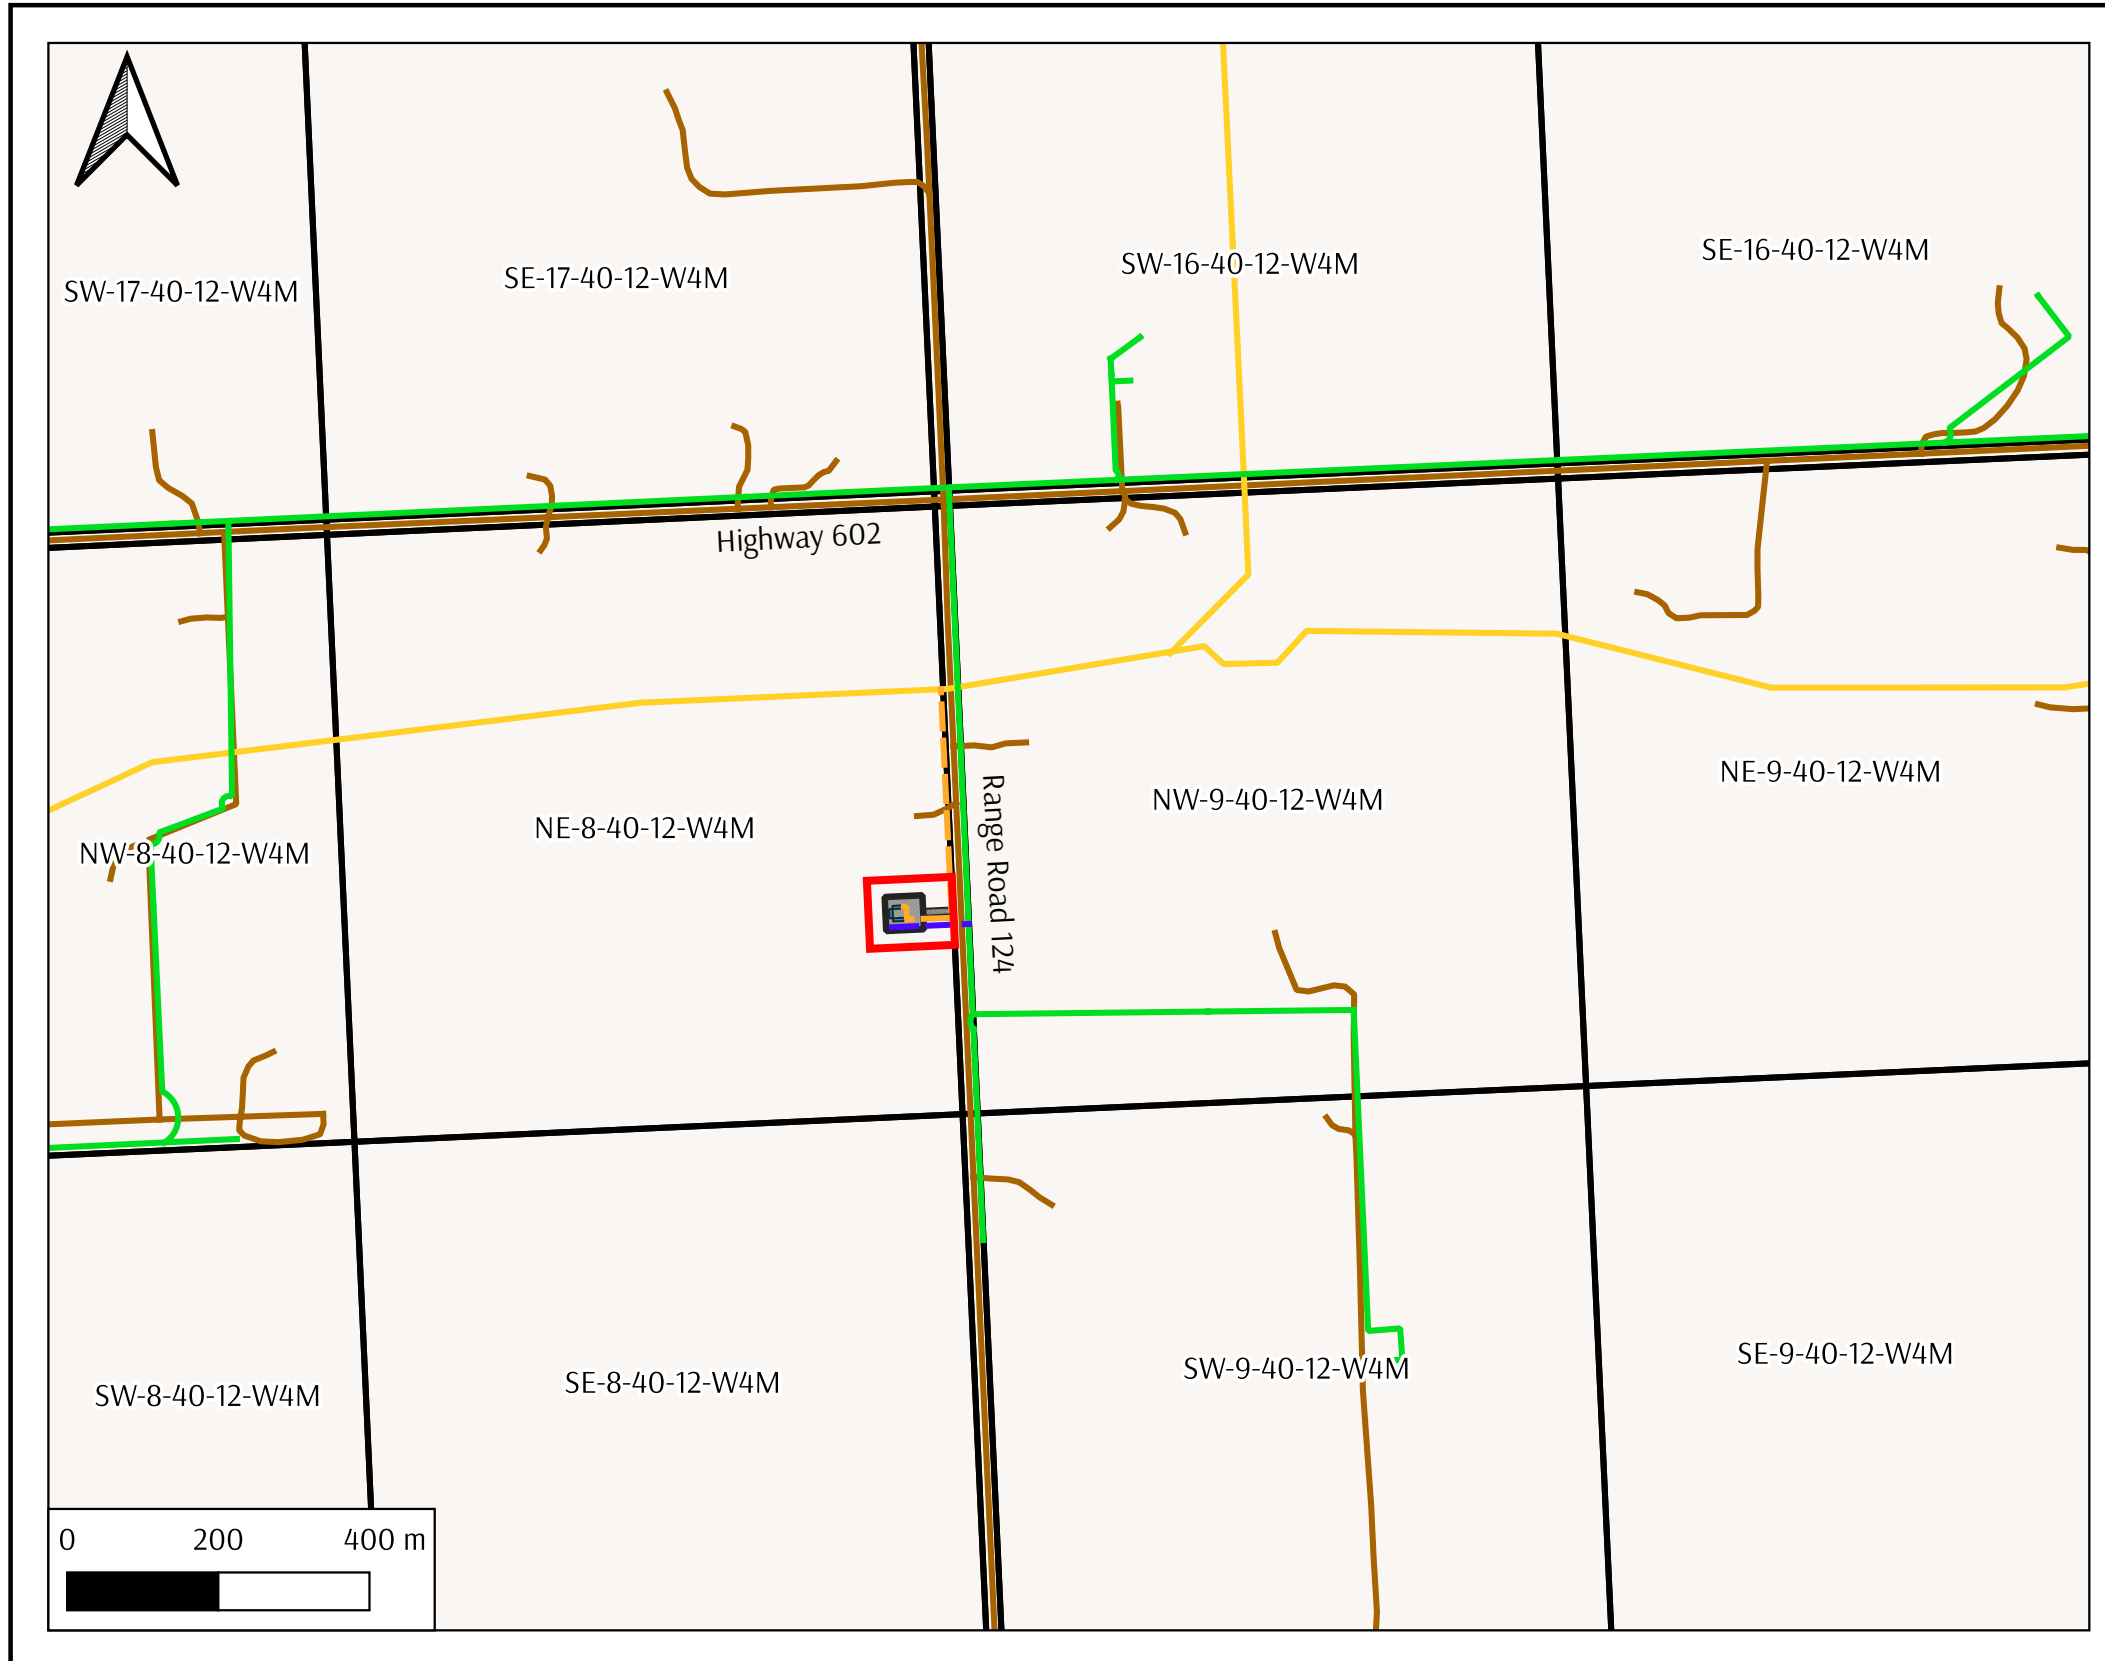 SE-16-40-12-W4M
SW-16-40-12-W4M
SE-17-40-12-W4M
SW-17-40-12-W4M
Highway 602
NE-9-40-12-W4M
NW-9-40-12-W4M
Range Road 124
NE-8-40-12-W4M
NW-8-40-12-W4M
SE-9-40-12-W4M
SW-9-40-12-W4M
SE-8-40-12-W4M
SW-8-40-12-W4M
0 200 400 m